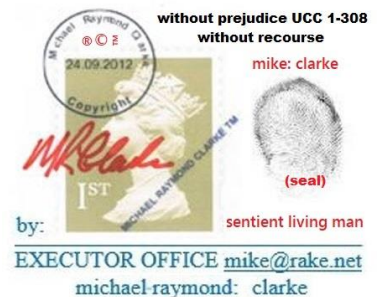 without prejudice UCC 1-308
without recourse
Michael Raymond Clarke
® © ™
24.09.2012
Copyright
mike: clarke
MRClarke
MICHAEL RAYMOND CLARKE TM
1ST
(seal)
by:
sentient living man
EXECUTOR OFFICE mike@rake.net
michael-raymond: clarke